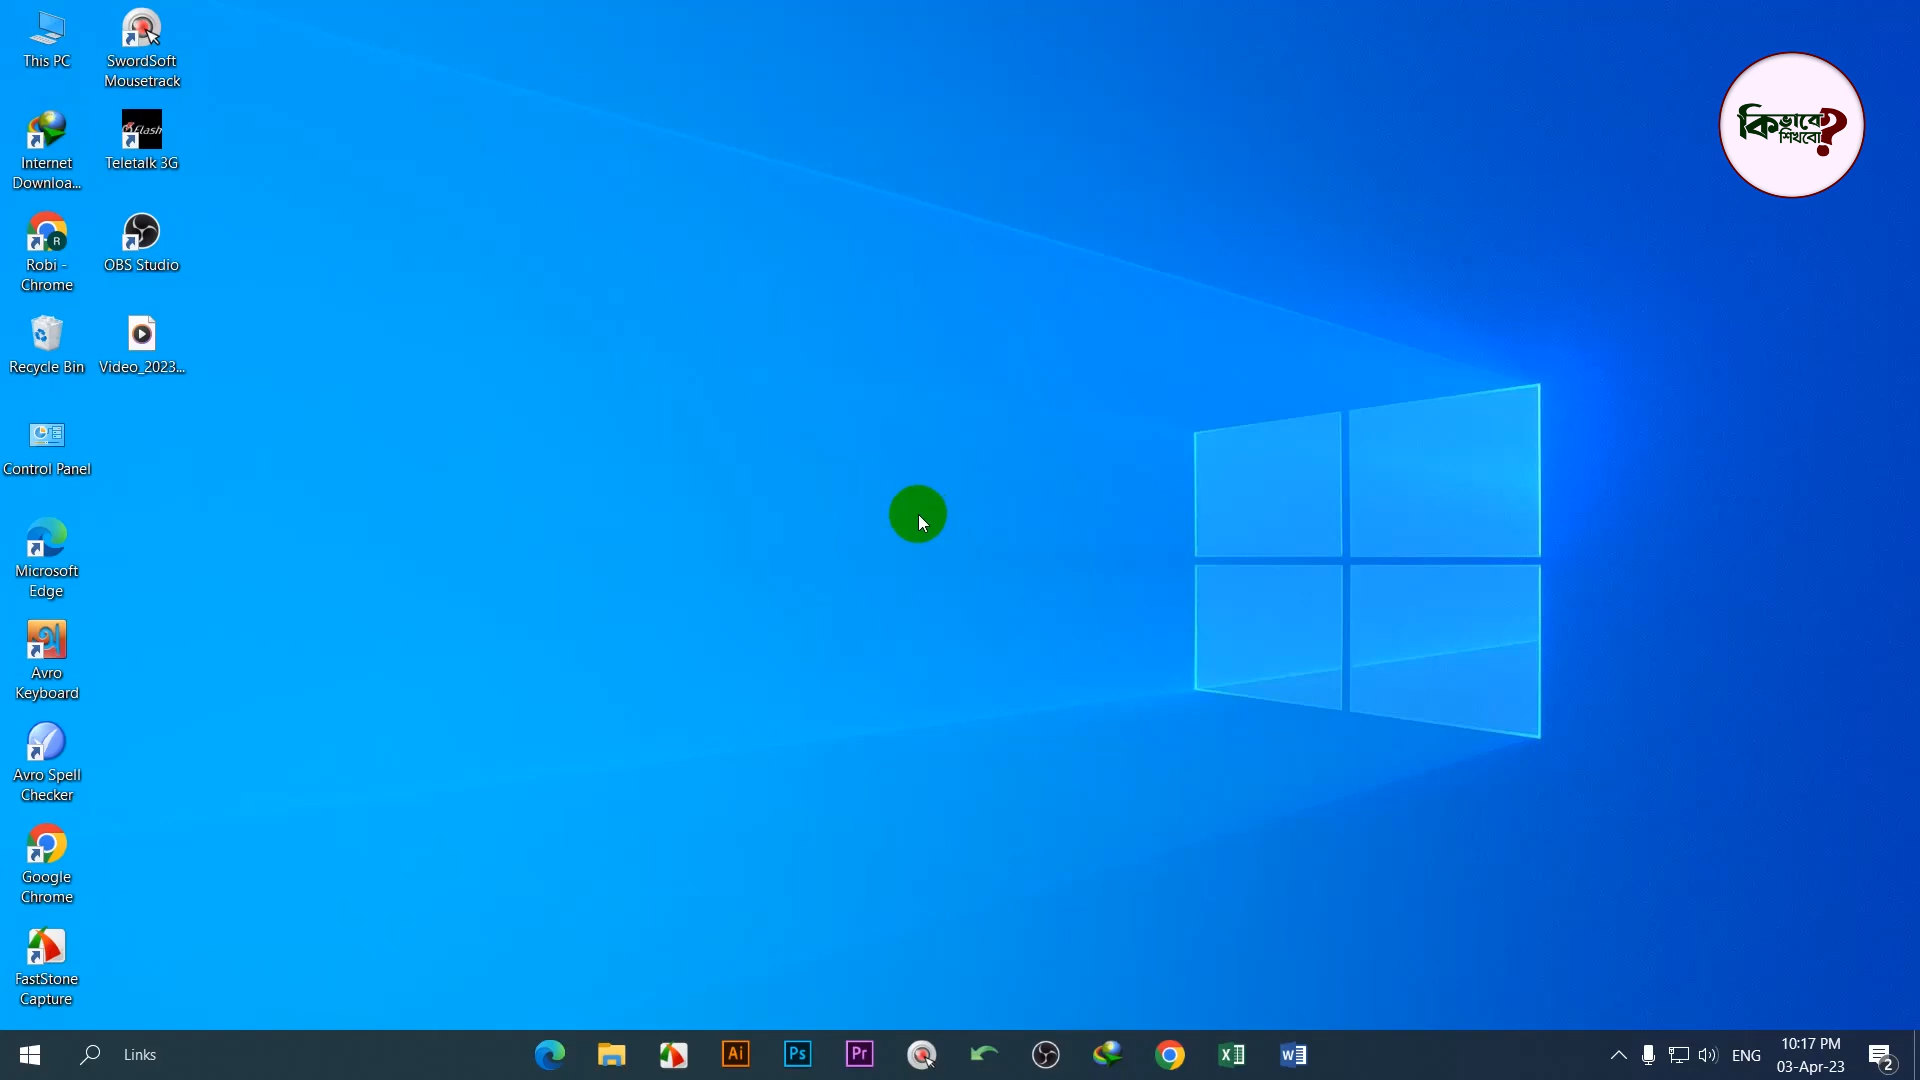 This PC
SwordSoft
Mousetrack
Internet
Downloa...
Flash
Teletalk 3G
R
Robi -
Chrome
OBS Studio
Recycle Bin
Video_2023...
Control Panel
Microsoft
Edge
Avro
Keyboard
Avro Spell
Checker
Google
Chrome
FastStone
Capture
কিভাবে
শিখবো?
Links
Ai
Ps
Pr
X
W
ENG
10:17 PM
03-Apr-23
2